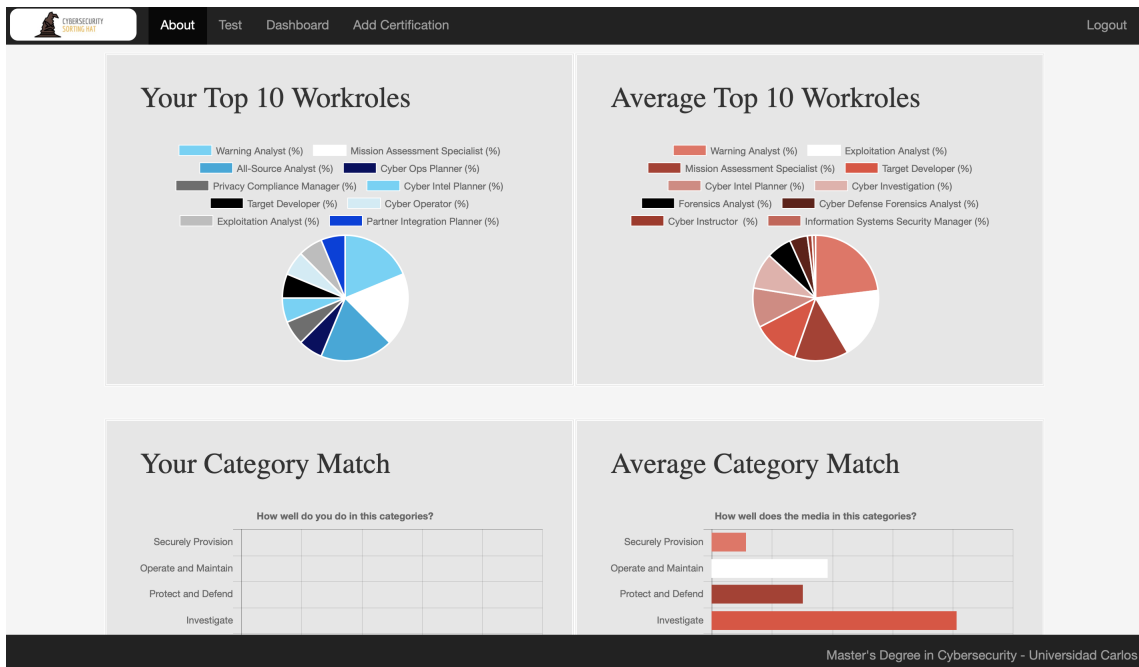 CYBERSECURITY
SORTING HAT
About Test Dashboard Add Certification Logout
Your Top 10 Workroles
Warning Analyst (%) Mission Assessment Specialist (%)
All-Source Analyst (%) Cyber Ops Planner (%)
Privacy Compliance Manager (%) Cyber Intel Planner (%)
Target Developer (%) Cyber Operator (%)
Exploitation Analyst (%) Partner Integration Planner (%)
Average Top 10 Workroles
Warning Analyst (%) Exploitation Analyst (%)
Mission Assessment Specialist (%) Target Developer (%)
Cyber Intel Planner (%) Cyber Investigation (%)
Forensics Analyst (%) Cyber Defense Forensics Analyst (%)
Cyber Instructor (%) Information Systems Security Manager (%)
Your Category Match
How well do you do in this categories?
Securely Provision
Operate and Maintain
Protect and Defend
Investigate
Average Category Match
How well does the media in this categories?
Securely Provision
Operate and Maintain
Protect and Defend
Investigate
Master's Degree in Cybersecurity - Universidad Carlos